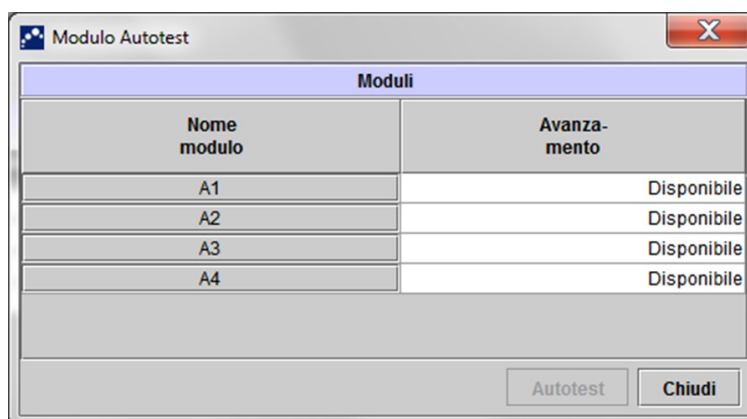 Modulo Autotest
Moduli
Nome
modulo
Avanza-
mento
A1 Disponibile
A2 Disponibile
A3 Disponibile
A4 Disponibile
Autotest Chiudi